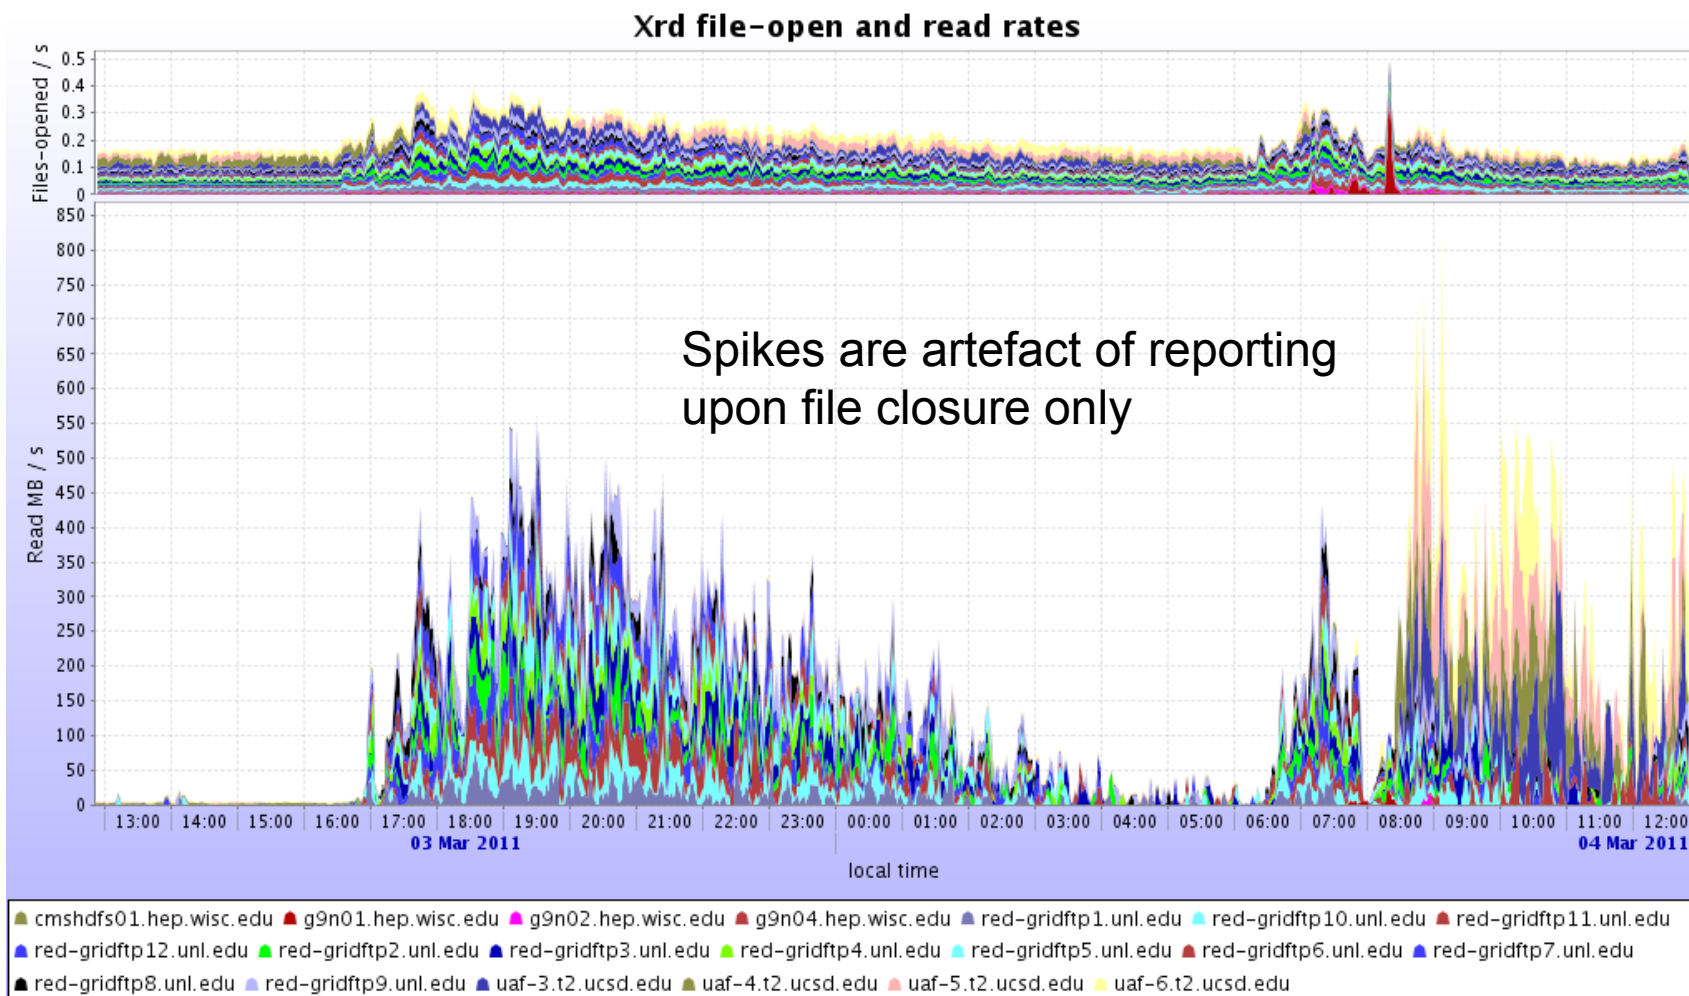 Xrd file-open and read rates
Files-opened / s
0.5
0.4
0.3
0.2
0.1
0
Read MB / s
850
800
750
700
650
600
550
500
450
400
350
300
250
200
150
100
50
0
Spikes are artefact of reporting
upon file closure only
13:00 14:00 15:00 16:00 17:00 18:00 19:00 20:00 21:00 22:00 23:00 00:00 01:00 02:00 03:00 04:00 05:00 06:00 07:00 08:00 09:00 10:00 11:00 12:00
03 Mar 2011 04 Mar 2011
local time
cmshdfs01.hep.wisc.edu g9n01.hep.wisc.edu g9n02.hep.wisc.edu g9n04.hep.wisc.edu red-gridftp1.unl.edu red-gridftp10.unl.edu red-gridftp11.unl.edu
red-gridftp12.unl.edu red-gridftp2.unl.edu red-gridftp3.unl.edu red-gridftp4.unl.edu red-gridftp5.unl.edu red-gridftp6.unl.edu red-gridftp7.unl.edu
red-gridftp8.unl.edu red-gridftp9.unl.edu uaf-3.t2.ucsd.edu uaf-4.t2.ucsd.edu uaf-5.t2.ucsd.edu uaf-6.t2.ucsd.edu